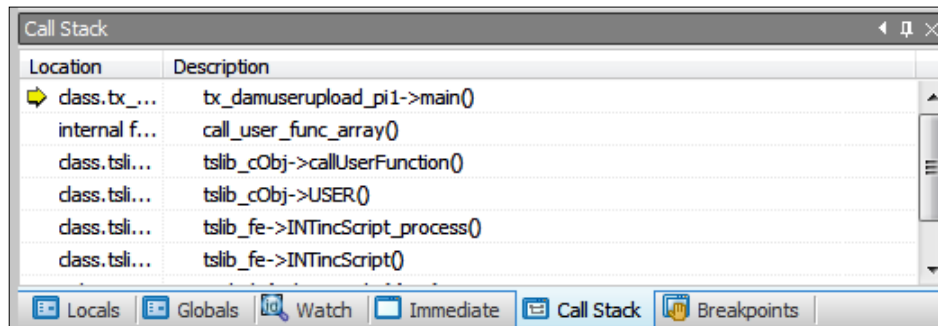 Call Stack
Location Description
class.tx_... tx_damuserupload_pi1->main()
internal f... call_user_func_array()
class.tsli... tslib_cObj->callUserFunction()
class.tsli... tslib_cObj->USER()
class.tsli... tslib_fe->INTincScript_process()
class.tsli... tslib_fe->INTincScript()
Locals Globals Watch Immediate Call Stack Breakpoints